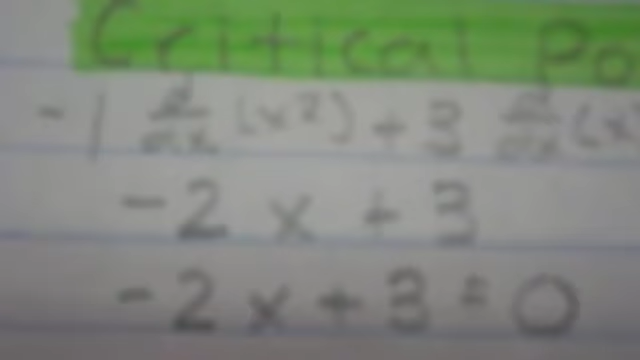 Critical Po
-1 d/dx (x²) + 3 d/dx (x
-2x + 3
-2x + 3 = 0